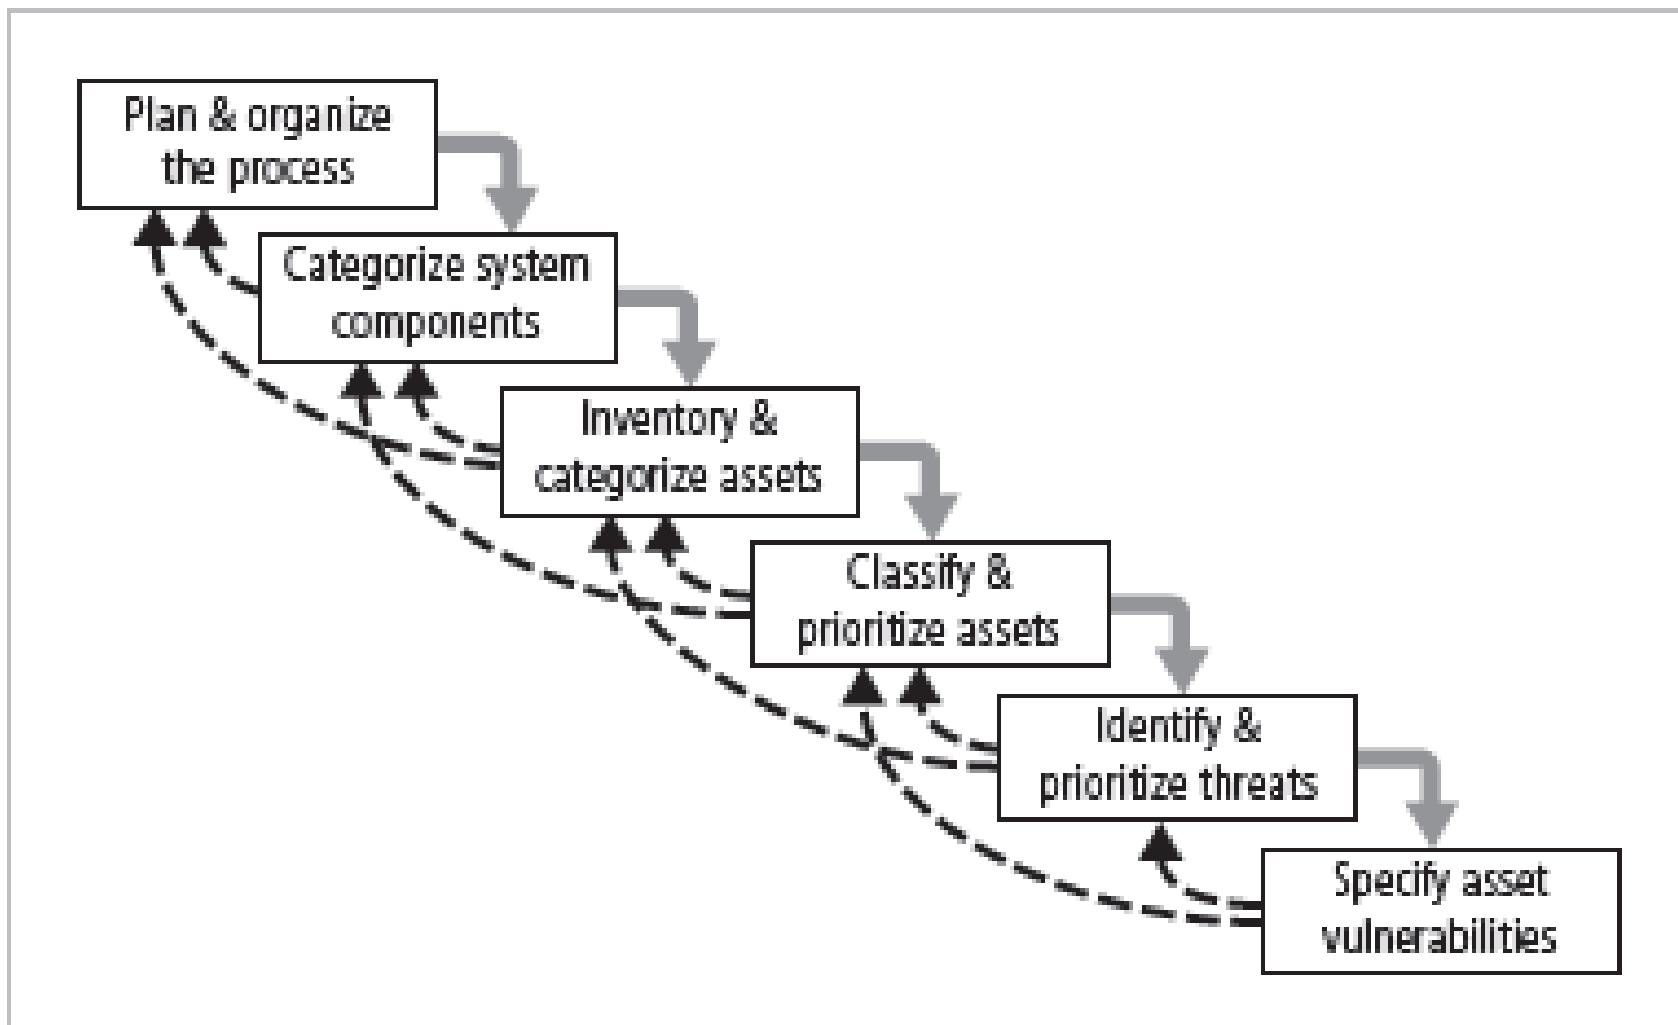 Plan & organize
the process
Categorize system
components
Inventory &
categorize assets
Classify &
prioritize assets
Identify &
prioritize threats
Specify asset
vulnerabilities